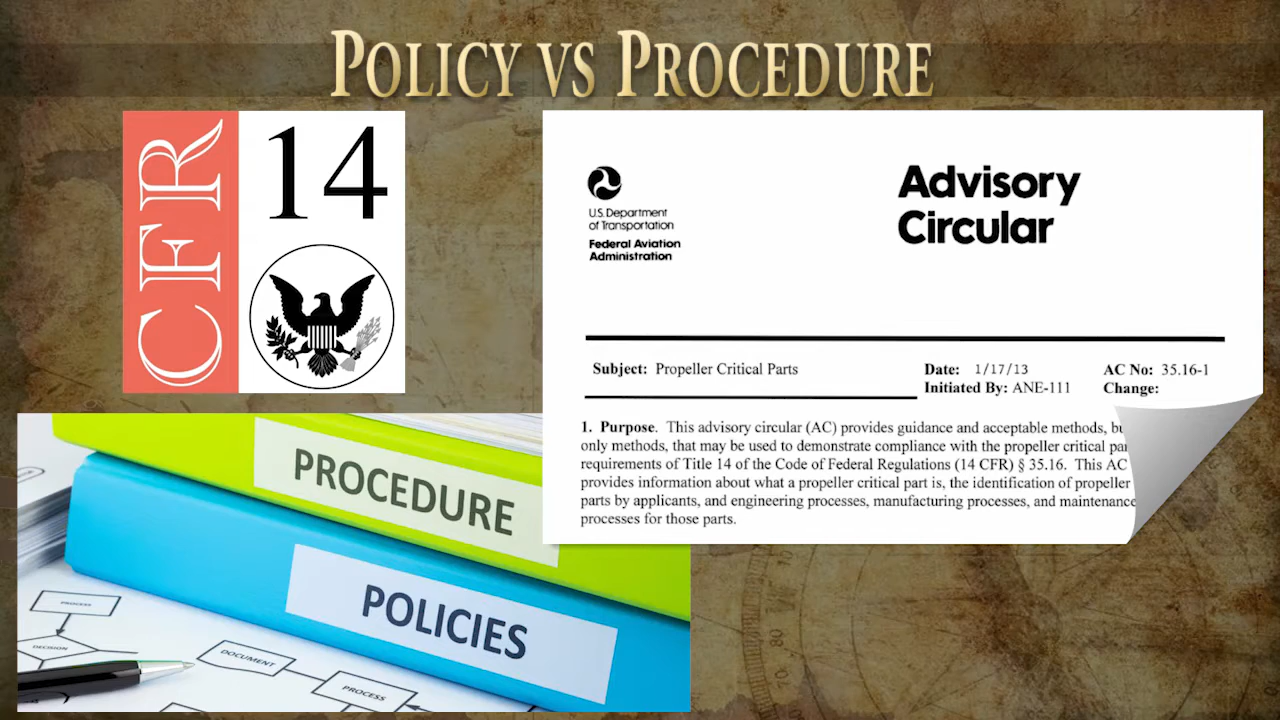 POLICY VS PROCEDURE
CFR
14
U.S. Department
of Transportation
Federal Aviation
Administration
Advisory
Circular
Subject: Propeller Critical Parts
Date: 1/17/13
Initiated By: ANE-111
AC No: 35.16-1
Change:
1. Purpose. This advisory circular (AC) provides guidance and acceptable methods, bu
only methods, that may be used to demonstrate compliance with the propeller critical par
requirements of Title 14 of the Code of Federal Regulations (14 CFR) § 35.16. This AC
provides information about what a propeller critical part is, the identification of propeller
parts by applicants, and engineering processes, manufacturing processes, and maintenance
processes for those parts.
PROCEDURE
POLICIES
PROCESS
DECISION
DOCUMENT
PROCESS
70
80
70